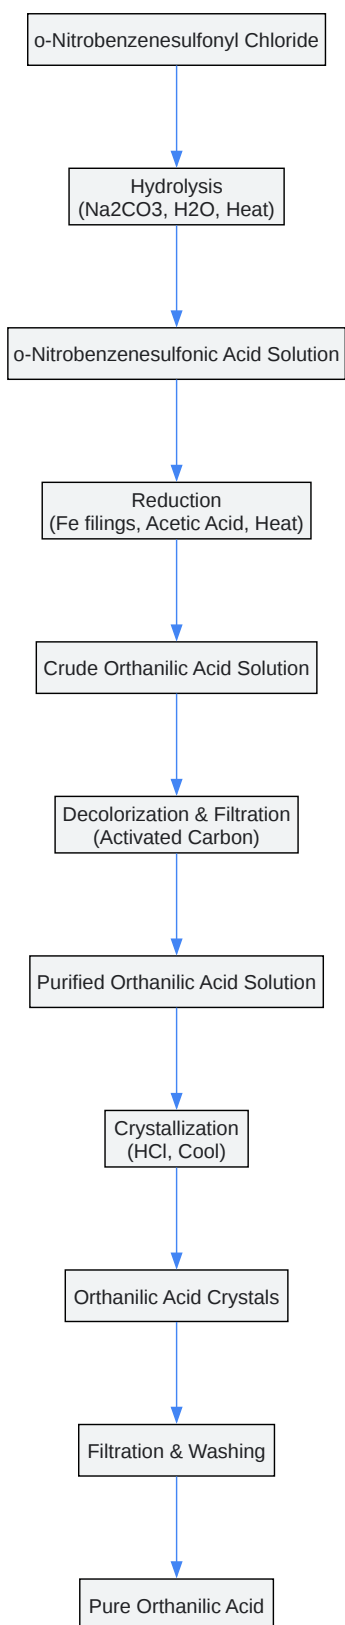 o-Nitrobenzenesulfonyl Chloride
Hydrolysis
(Na2CO3, H2O, Heat)
o-Nitrobenzenesulfonic Acid Solution
Reduction
(Fe filings, Acetic Acid, Heat)
Crude Orthanilic Acid Solution
Decolorization & Filtration
(Activated Carbon)
Purified Orthanilic Acid Solution
Crystallization
(HCl, Cool)
Orthanilic Acid Crystals
Filtration & Washing
Pure Orthanilic Acid